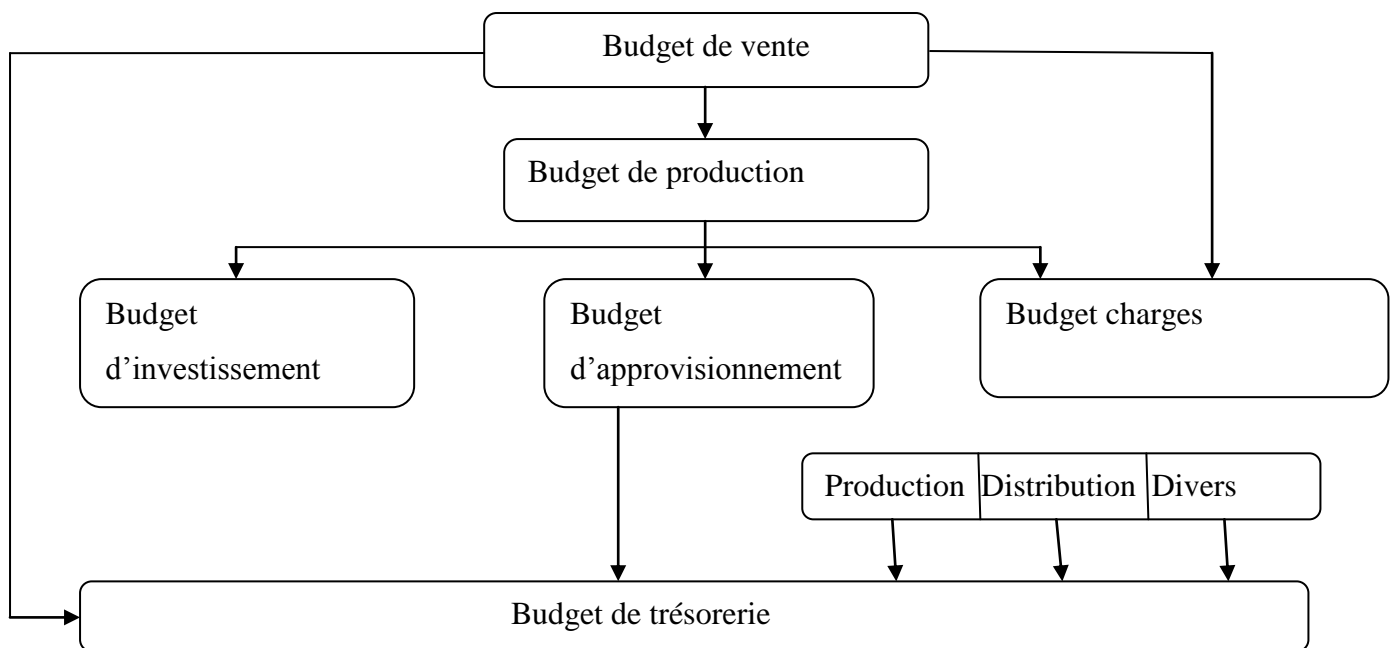 Budget de vente
Budget de production
Budget
d’investissement
Budget
d’approvisionnement
Budget charges
Production Distribution Divers
Budget de trésorerie